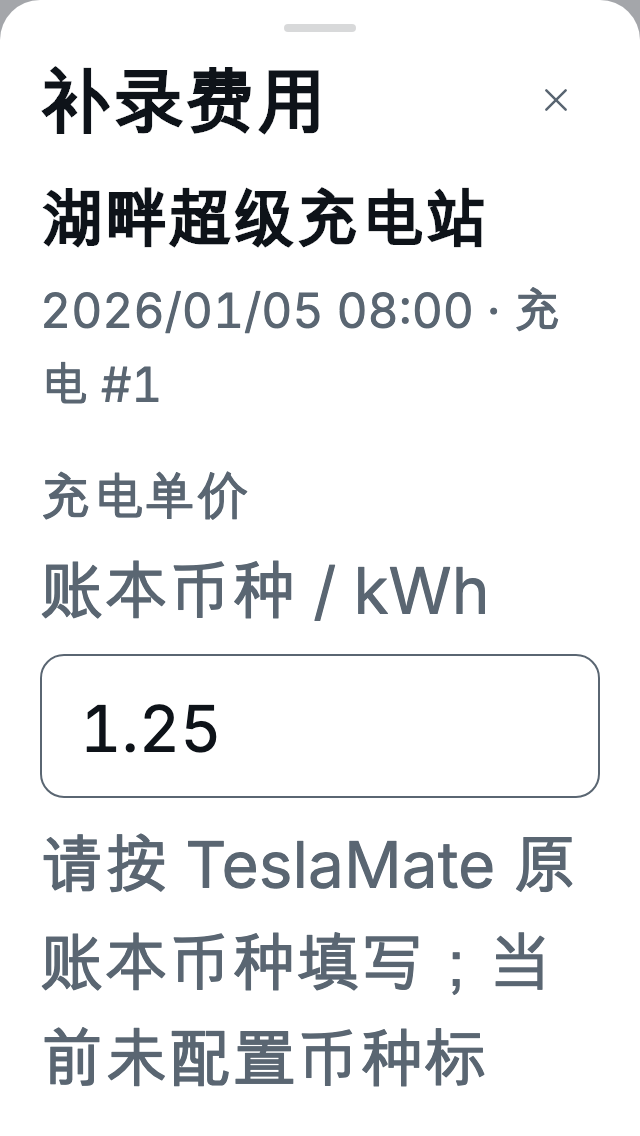 补录费用
湖畔超级充电站
2026/01/05 08:00 · 充
电 #1
充电单价
账本币种 / kWh
1.25
请按 TeslaMate 原
账本币种填写；当
前未配置币种标